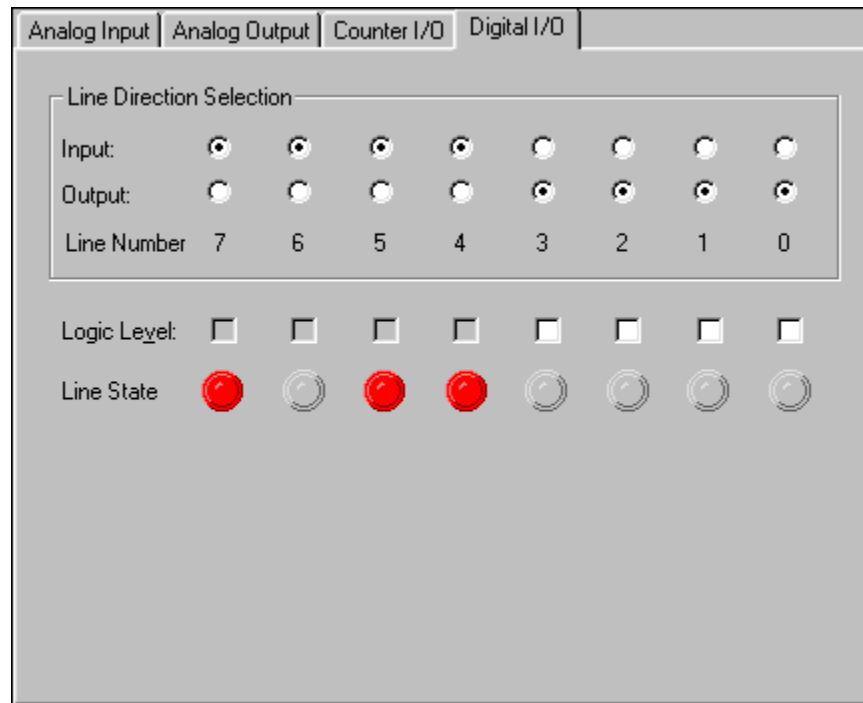 Analog Input Analog Output Counter I/O Digital I/O
Line Direction Selection
Input:
Output:
Line Number 7 6 5 4 3 2 1 0
Logic Level:
Line State